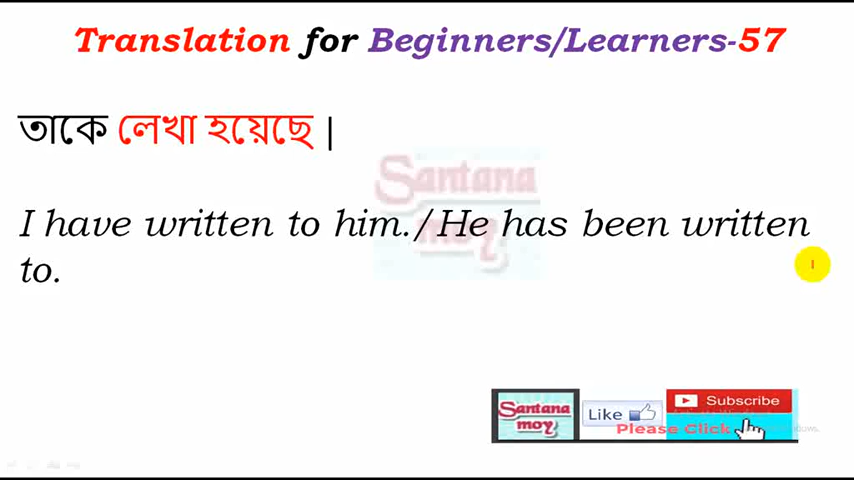 Translation for Beginners/Learners-57
তাকে লেখা হয়েছে |
Santana
moy
I have written to him./He has been written
to.
Santana
moy
Like
Subscribe
Please Click